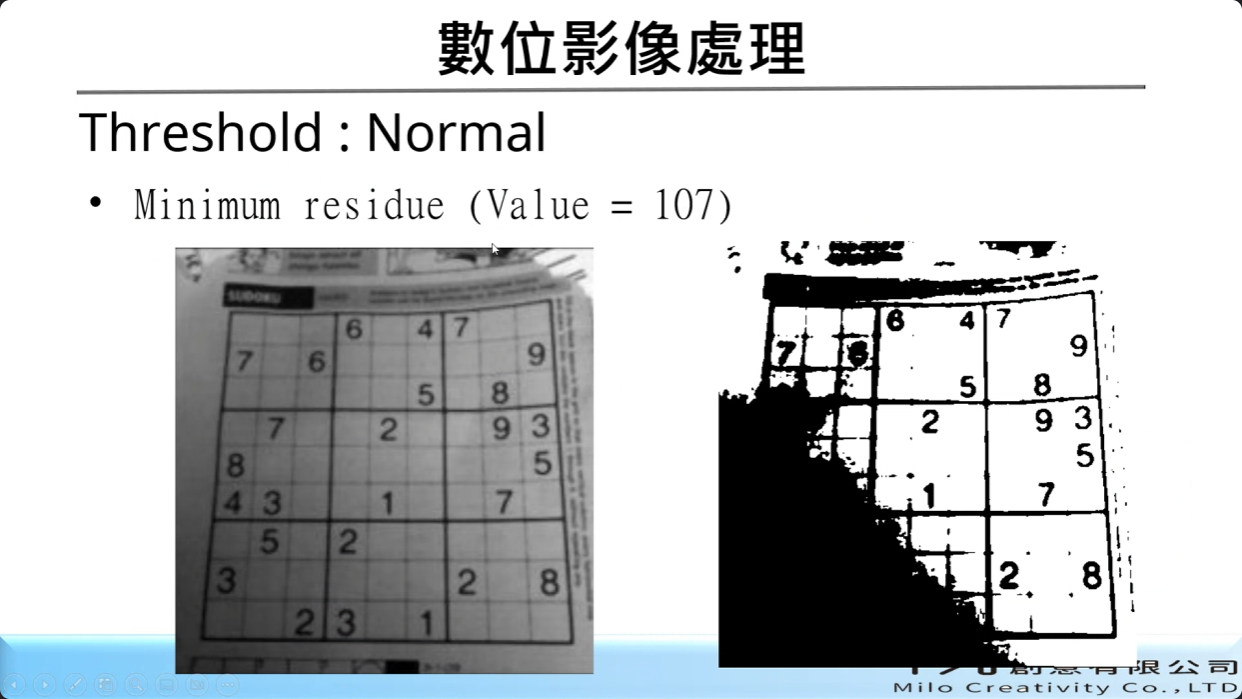 數位影像處理
Threshold : Normal
• Minimum residue (Value = 107)
SUDOKU
6 4 7
7 6 9
5 8
7 2 9 3
8 5
4 3 1 7
5 2
3 2 8
2 3 1
6 4 7
7 6 9
5 8
2 9 3
5
1 7
2 8
創意有限公司
Milo Creativity Co.,LTD